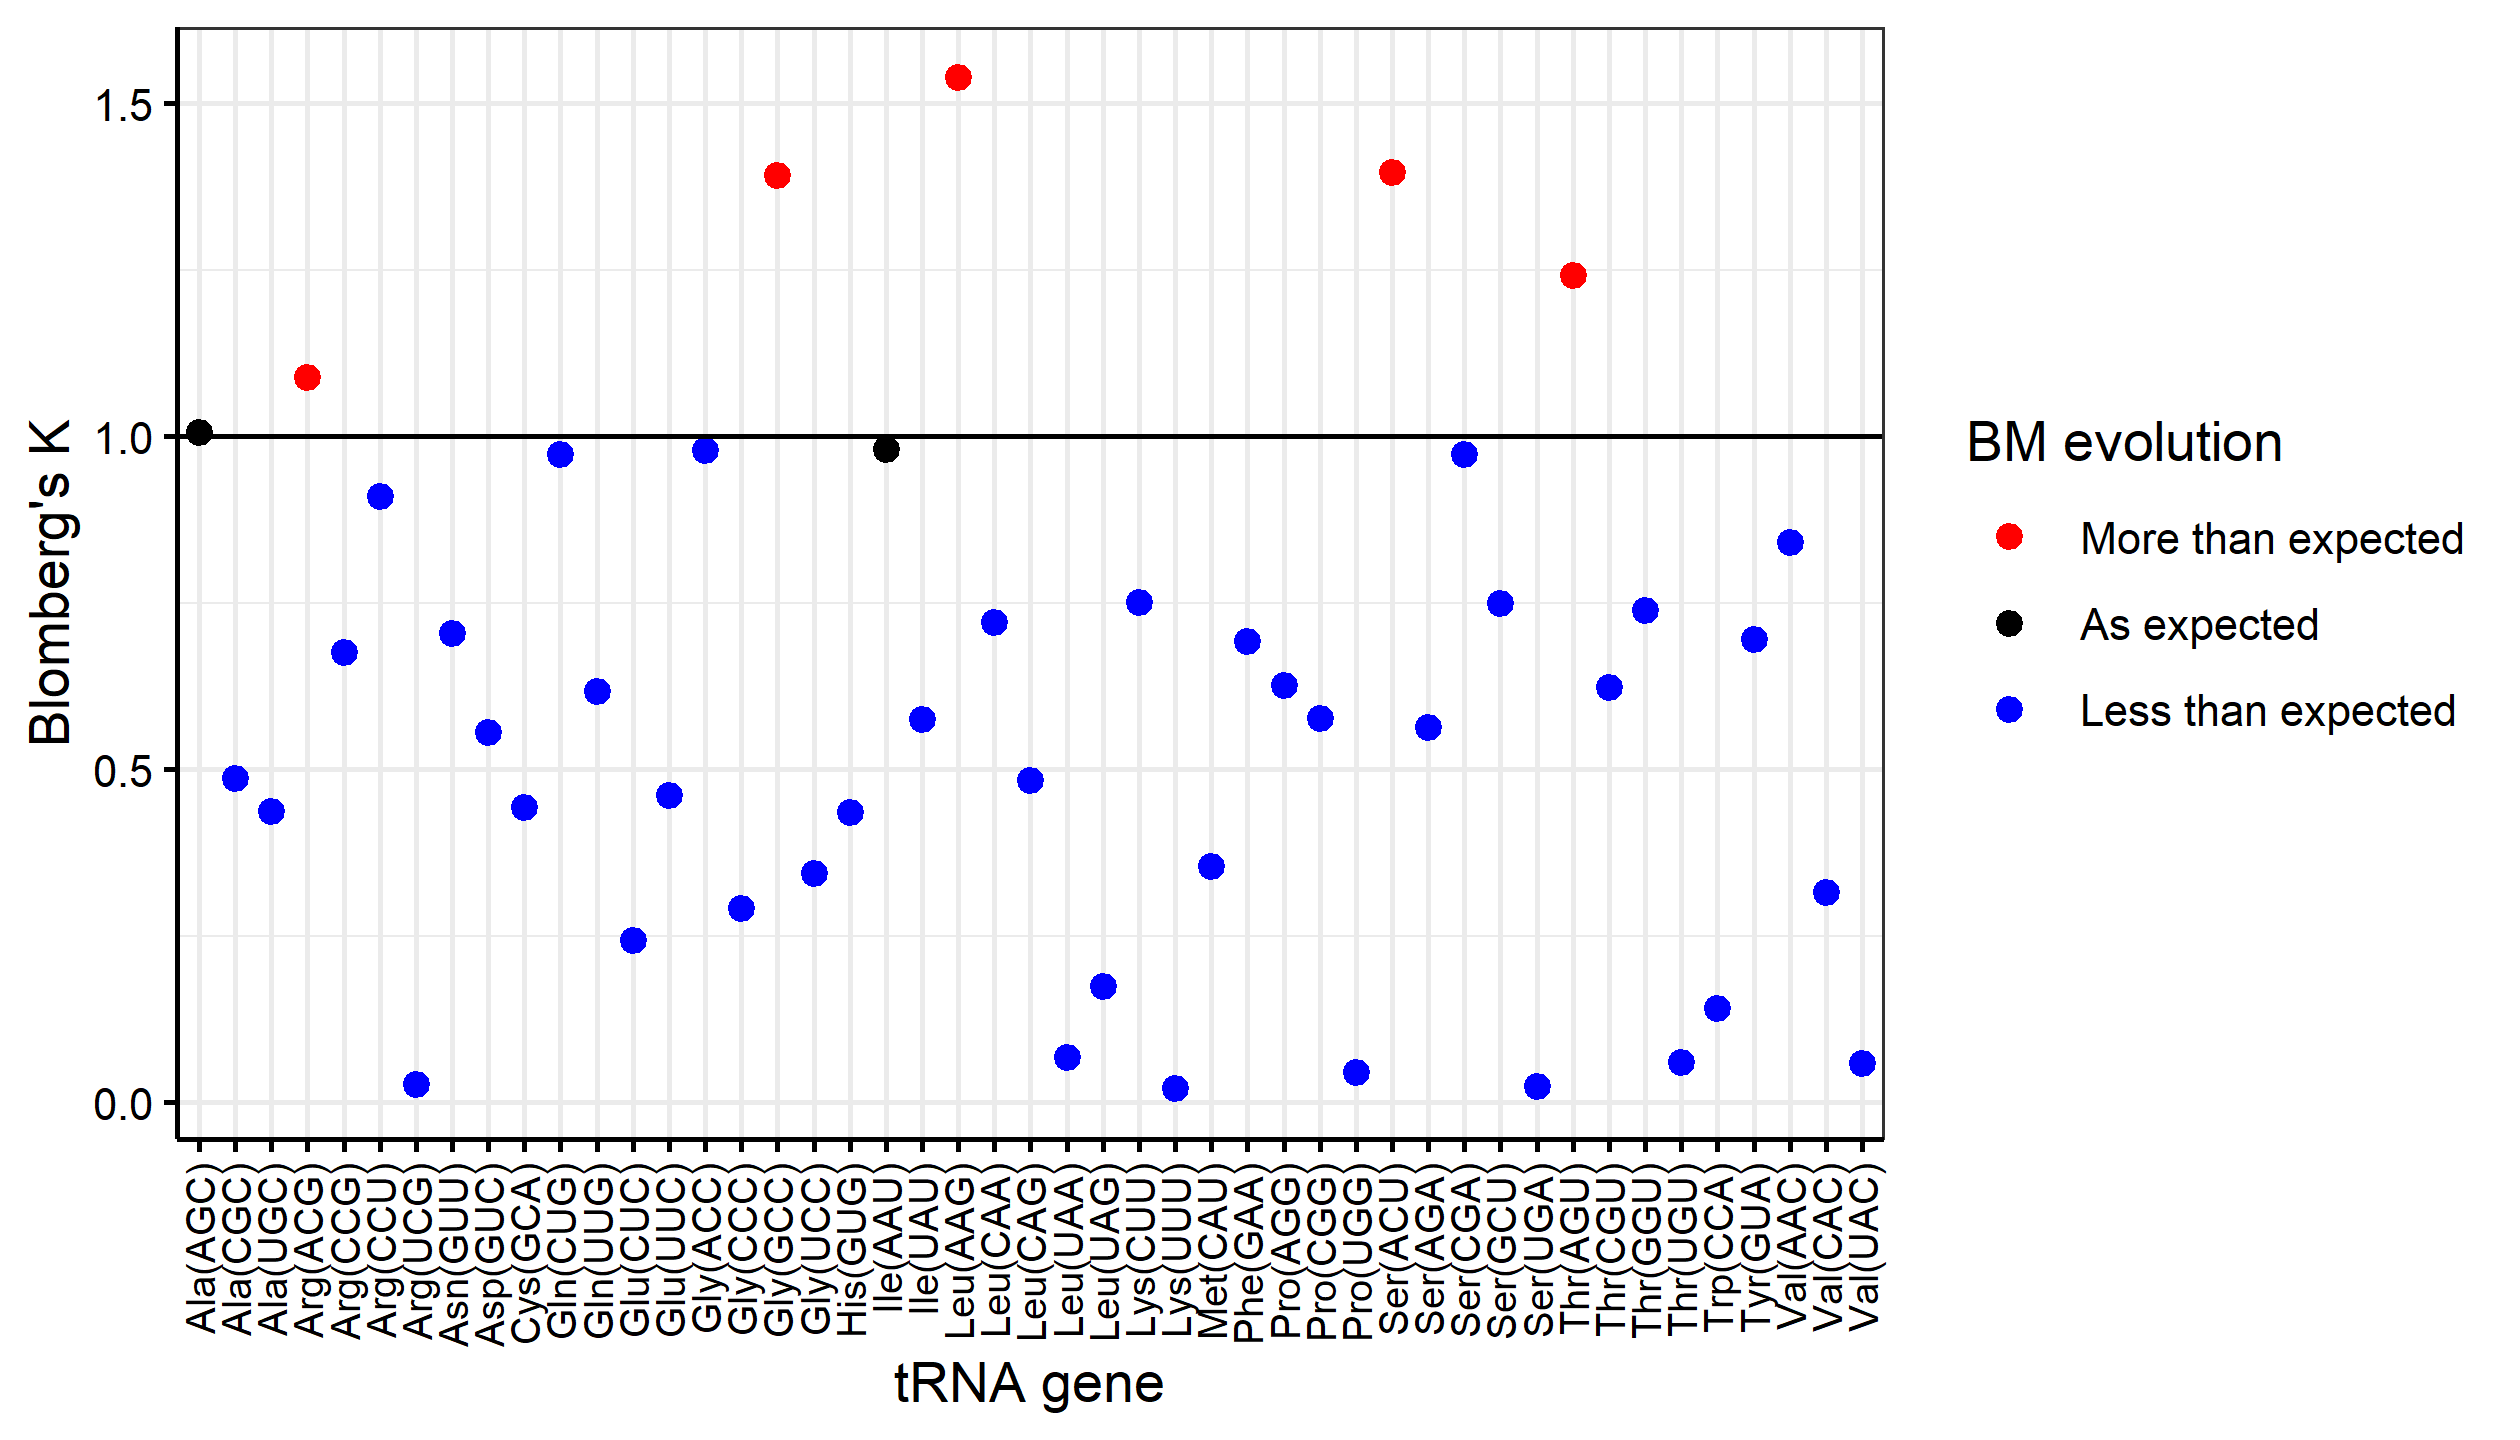 Blomberg's K
1.5
1.0
0.5
0.0
Ala(AGC)
Ala(CGC)
Ala(UGC)
Arg(ACG)
Arg(CCG)
Arg(CCU)
Arg(UCG)
Asn(GUU)
Asp(GUC)
Cys(GCA)
Gln(CUG)
Gln(UUG)
Glu(CUC)
Glu(UUC)
Gly(ACC)
Gly(CCC)
Gly(GCC)
Gly(UCC)
His(GUG)
Ile(AAU)
Ile(UAU)
Leu(AAG)
Leu(CAA)
Leu(CAG)
Leu(UAA)
Leu(UAG)
Lys(CUU)
Lys(UUU)
Met(CAU)
Phe(GAA)
Pro(AGG)
Pro(CGG)
Pro(UGG)
Ser(ACU)
Ser(AGA)
Ser(CGA)
Ser(GCU)
Ser(UGA)
Thr(AGU)
Thr(CGU)
Thr(GGU)
Thr(UGU)
Trp(CCA)
Tyr(GUA)
Val(AAC)
Val(CAC)
Val(UAC)
tRNA gene
BM evolution
More than expected
As expected
Less than expected